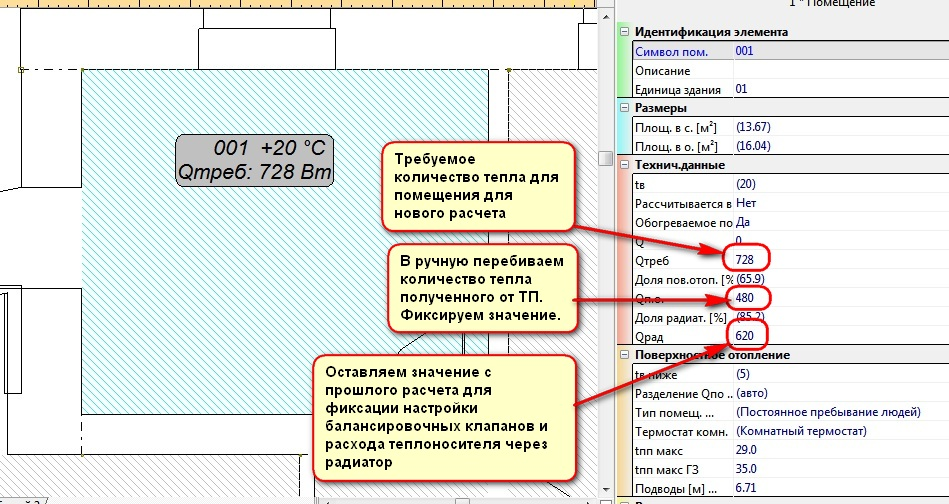 1 * Помещение
Идентификация элемента
Символ пом. 001
Описание
Единица здания 01
Размеры
Площ. в с. [м²] (13.67)
Площ. в о. [м²] (16.04)
Технич.данные
tв (20)
Рассчитывается в Нет
Обогреваемое по Да
Q 0
Qтреб 728
Доля пов.отоп. [% (65.9)
Qп.о. 480
Доля радиат. [%] (85.2)
Qрад 620
Поверхностное отопление
tв ниже (5)
Разделение Qпо .. (авто)
Тип помещ. ... (Постоянное пребывание людей)
Термостат комн. (Комнатный термостат)
tпп макс 29.0
tпп макс ГЗ 35.0
Подводы [м] ... 6.71
001 +20 °C
Qтреб: 728 Вт
Требуемое
количество тепла для
помещения для
нового расчета
В ручную перебиваем
количество тепла
полученного от ТП.
Фиксируем значение.
Оставляем значение с
прошлого расчета для
фиксации настройки
балансировочных клапанов и
расхода теплоносителя через
радиатор